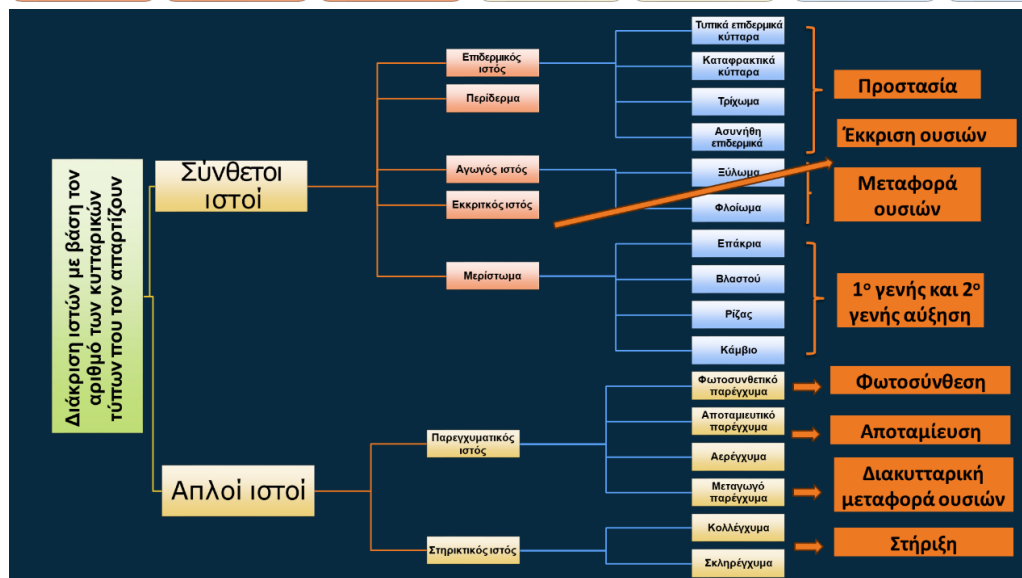 Διάκριση ιστών με βάση τον
αριθμό των κυτταρικών
τύπων που τον απαρτίζουν
Σύνθετοι
ιστοί
Επιδερμικός
ιστός
Τυπικά επιδερμικά
κύτταρα
Καταφρακτικά
κύτταρα
Τρίχωμα
Ασυνήθη
επιδερμικά
Προστασία
Περίδερμα
Αγωγός ιστός
Ξύλωμα
Φλοίωμα
Έκκριση ουσιών
Μεταφορά
ουσιών
Εκκριτκός ιστός
Μερίστωμα
Επάκρια
Βλαστού
Ρίζας
Κάμβιο
1ο γενής και 2ο
γενής αύξηση
Απλοί ιστοί
Παρεγχυματικός
ιστός
Φωτοσυνθετικό
παρέγχυμα
Φωτοσύνθεση
Αποταμιευτικό
παρέγχυμα
Αποταμίευση
Αερέγχυμα
Μεταγωγό
παρέγχυμα
Διακυτταρική
μεταφορά ουσιών
Στηρικτικός ιστός
Κολλέγχυμα
Σκληρέγχυμα
Στήριξη